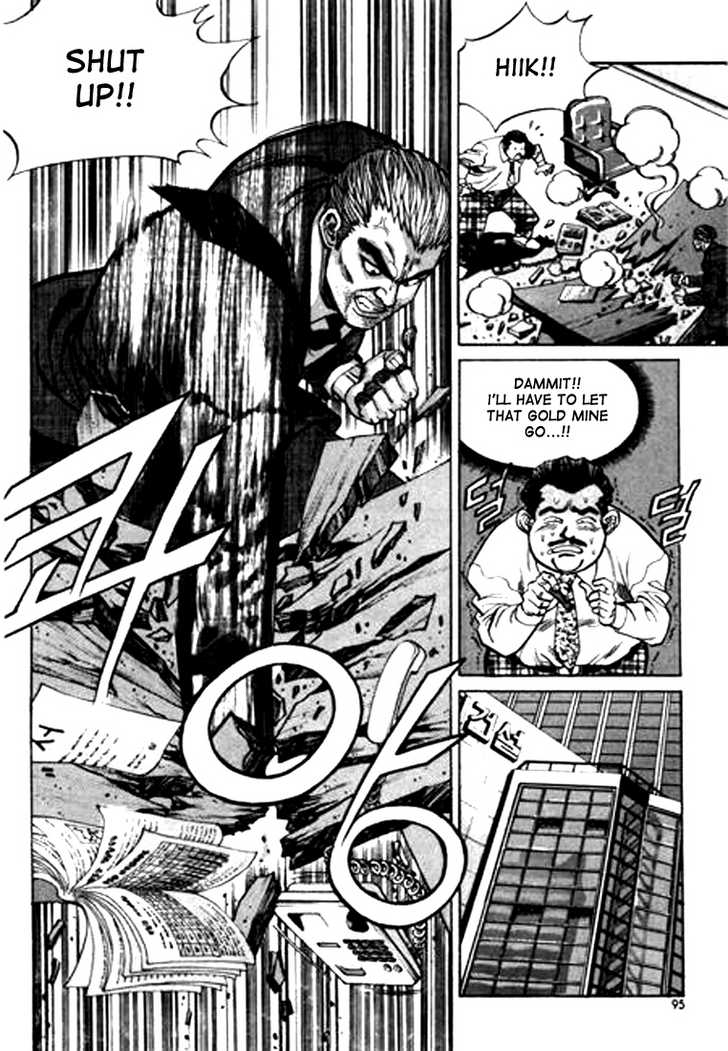 SHUT
UP!!
콰
앙
HIIK!!
DAMMIT!!
I'LL HAVE TO LET
THAT GOLD MINE
GO...!!
덜
덜
건설
95